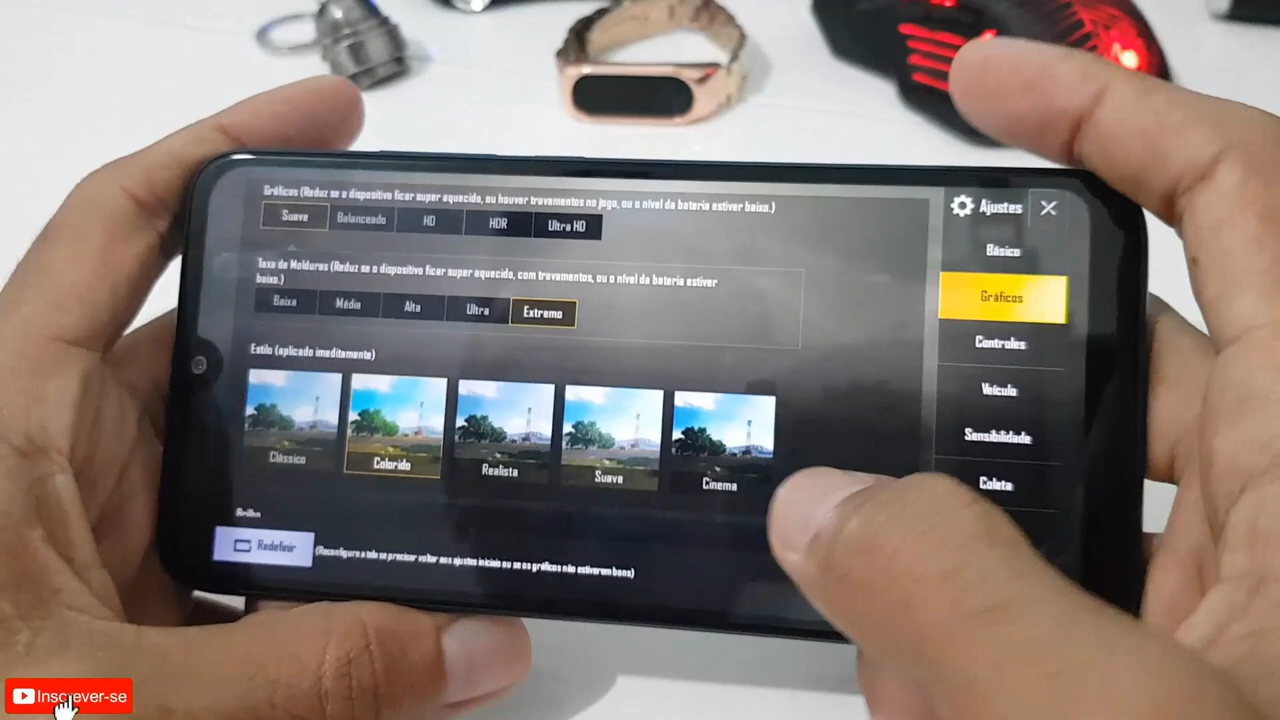 Gráficos (Reduz se o dispositivo ficar super aquecido, ou houver travamentos no jogo, ou o nível da bateria estiver baixo.)
Suave
Balanceado
HD
HDR
Ultra HD
Taxa de Molduras (Reduz se o dispositivo ficar super aquecido, com travamentos, ou o nível da bateria estiver
baixo.)
Baixa
Média
Alta
Ultra
Extremo
Estilo (aplicado imeditamente)
Clássico
Colorido
Realista
Suave
Cinema
Brilho
Redefinir
(Reconfigure a tela se precisar voltar aos ajustes iniciais ou se os gráficos não estiverem bons)
Ajustes
Básico
Gráficos
Controles
Veículo
Sensibilidade
Coleta
Inscrever-se